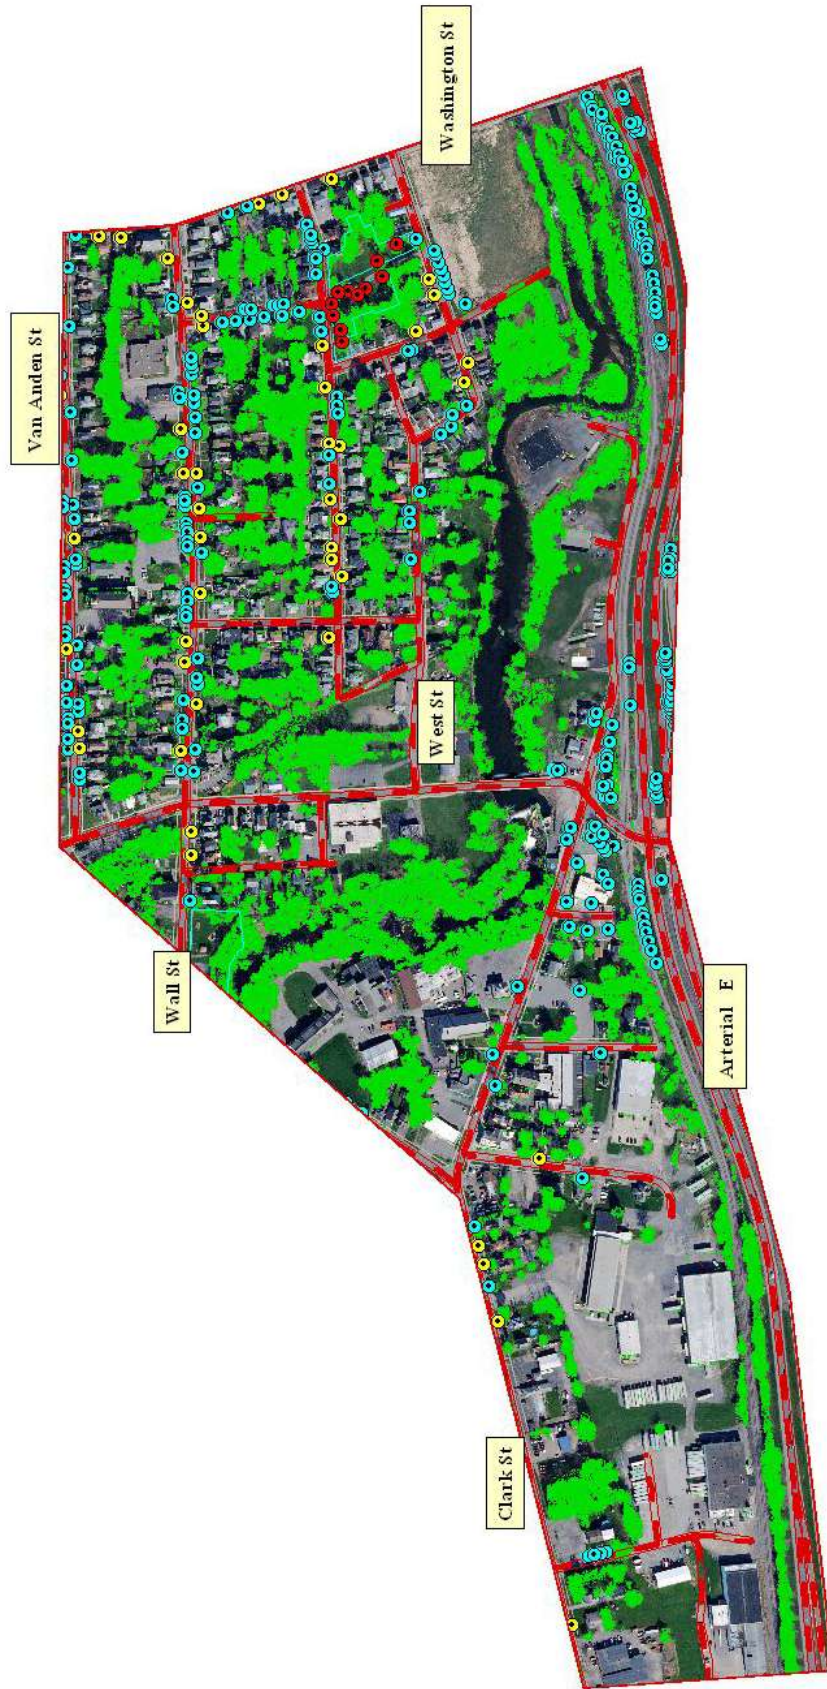 Van Anden St
Washington St
West St
Wall St
Arterial E
Clark St